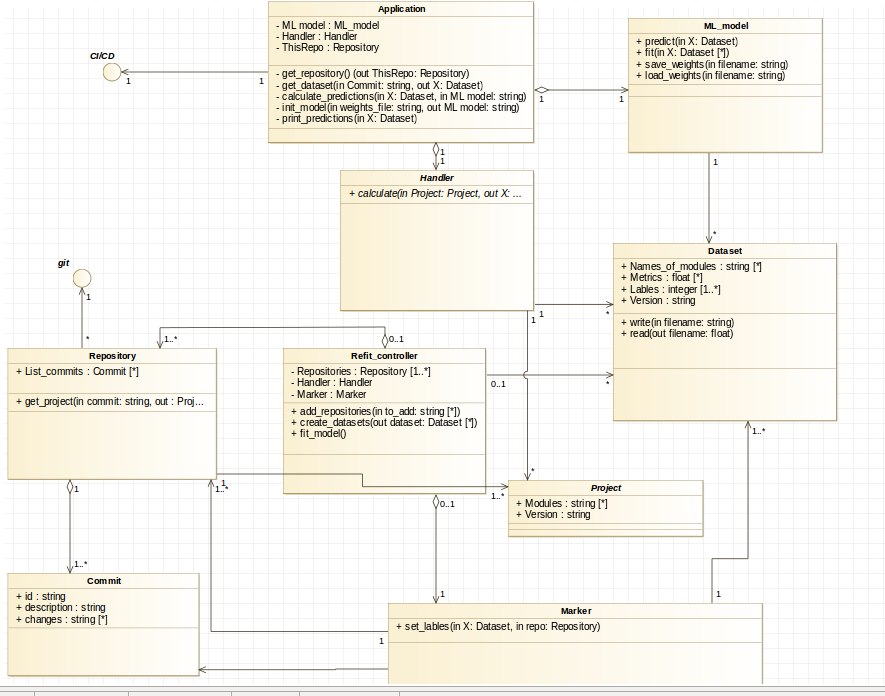 Application
- ML model : ML_model
- Handler : Handler
- ThisRepo : Repository
- get_repository() (out ThisRepo: Repository)
- get_dataset(in Commit: string, out X: Dataset)
- calculate_predictions(in X: Dataset, in ML model: string)
- init_model(in weights_file: string, out ML model: string)
- print_predictions(in X: Dataset)
ML_model
+ predict(in X: Dataset)
+ fit(in X: Dataset [*])
+ save_weights(in filename: string)
+ load_weights(in filename: string)
CI/CD
1
1
1
1
1
1
1
*
Handler
+ calculate(in Project: Project, out X: ...
1
1
*
*
git
1
*
Dataset
+ Names_of_modules : string [*]
+ Metrics : float [*]
+ Lables : integer [1..*]
+ Version : string
+ write(in filename: string)
+ read(out filename: float)
1..*
0..1
Repository
+ List_commits : Commit [*]
+ get_project(in commit: string, out : Proj...
Refit_controller
- Repositories : Repository [1..*]
- Handler : Handler
- Marker : Marker
+ add_repositories(in to_add: string [*])
+ create_datasets(out dataset: Dataset [*])
+ fit_model()
0..1
*
1..*
1
1
1..*
1..*
0..1
Project
+ Modules : string [*]
+ Version : string
1..*
Commit
+ id : string
+ description : string
+ changes : string [*]
1
1
Marker
+ set_lables(in X: Dataset, in repo: Repository)
1